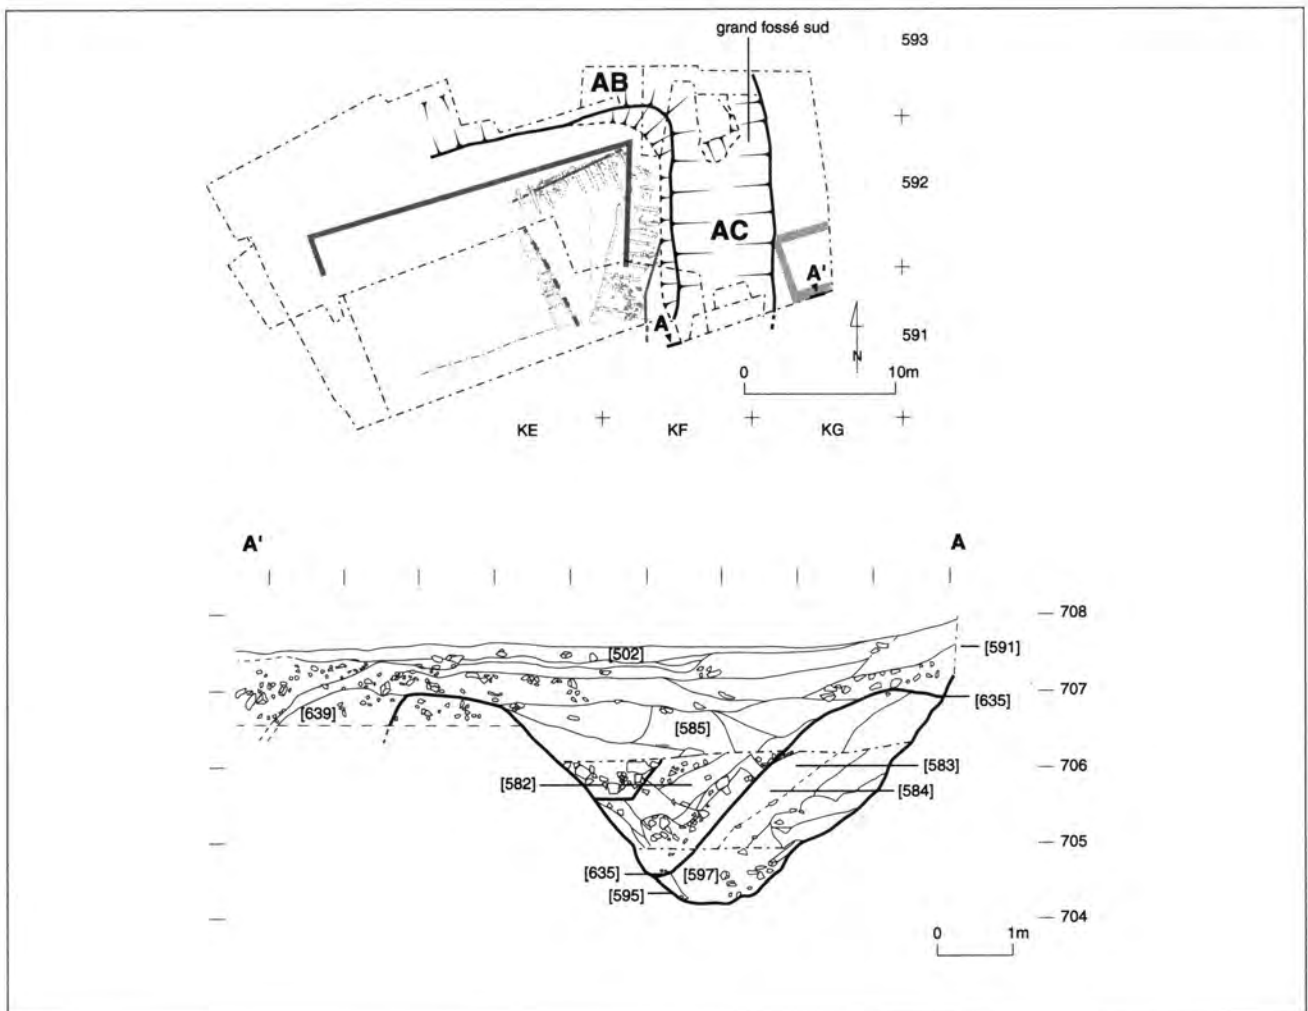 grand fossé sud
593
AB
592
AC
A'
A
591
N
0 10m
KE KF KG
A' A
708
[502]
[591]
707
[639]
[635]
[585]
706
[583]
[582]
[584]
705
[635]
[597]
[595]
704
0 1m